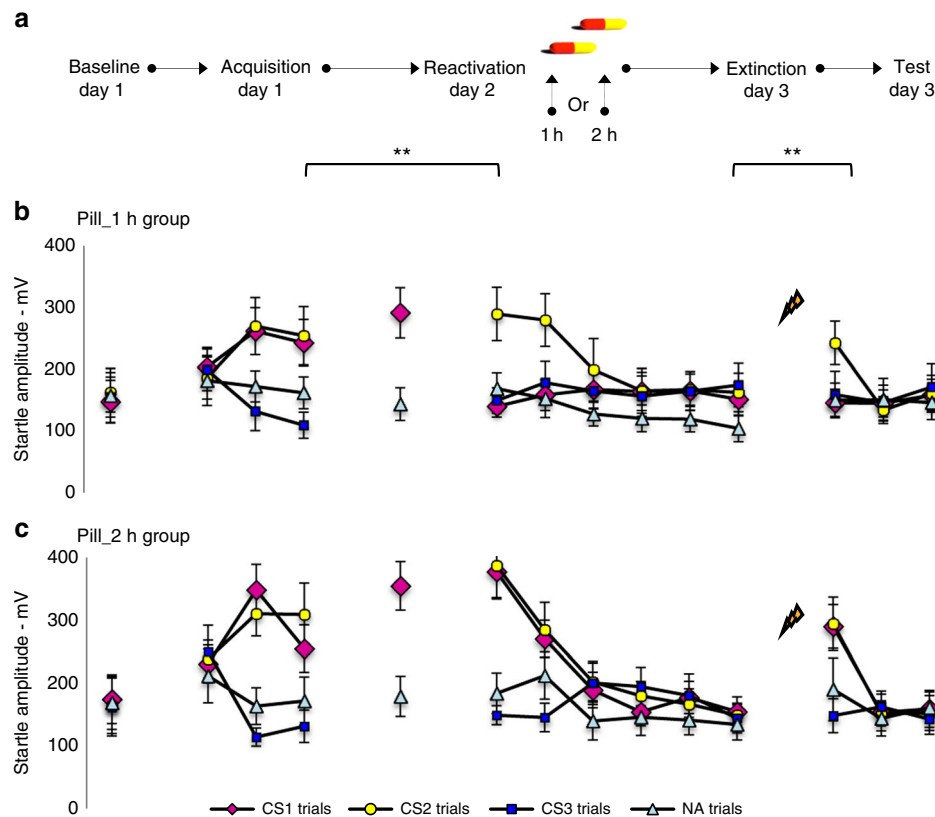 a
Baseline day 1
Acquisition day 1
Reactivation day 2
Or
1 h
2 h
Extinction day 3
Test day 3
**
**
b
Pill_1 h group
Startle amplitude - mV
400
300
200
100
0
c
Pill_2 h group
Startle amplitude - mV
400
300
200
100
0
CS1 trials
CS2 trials
CS3 trials
NA trials